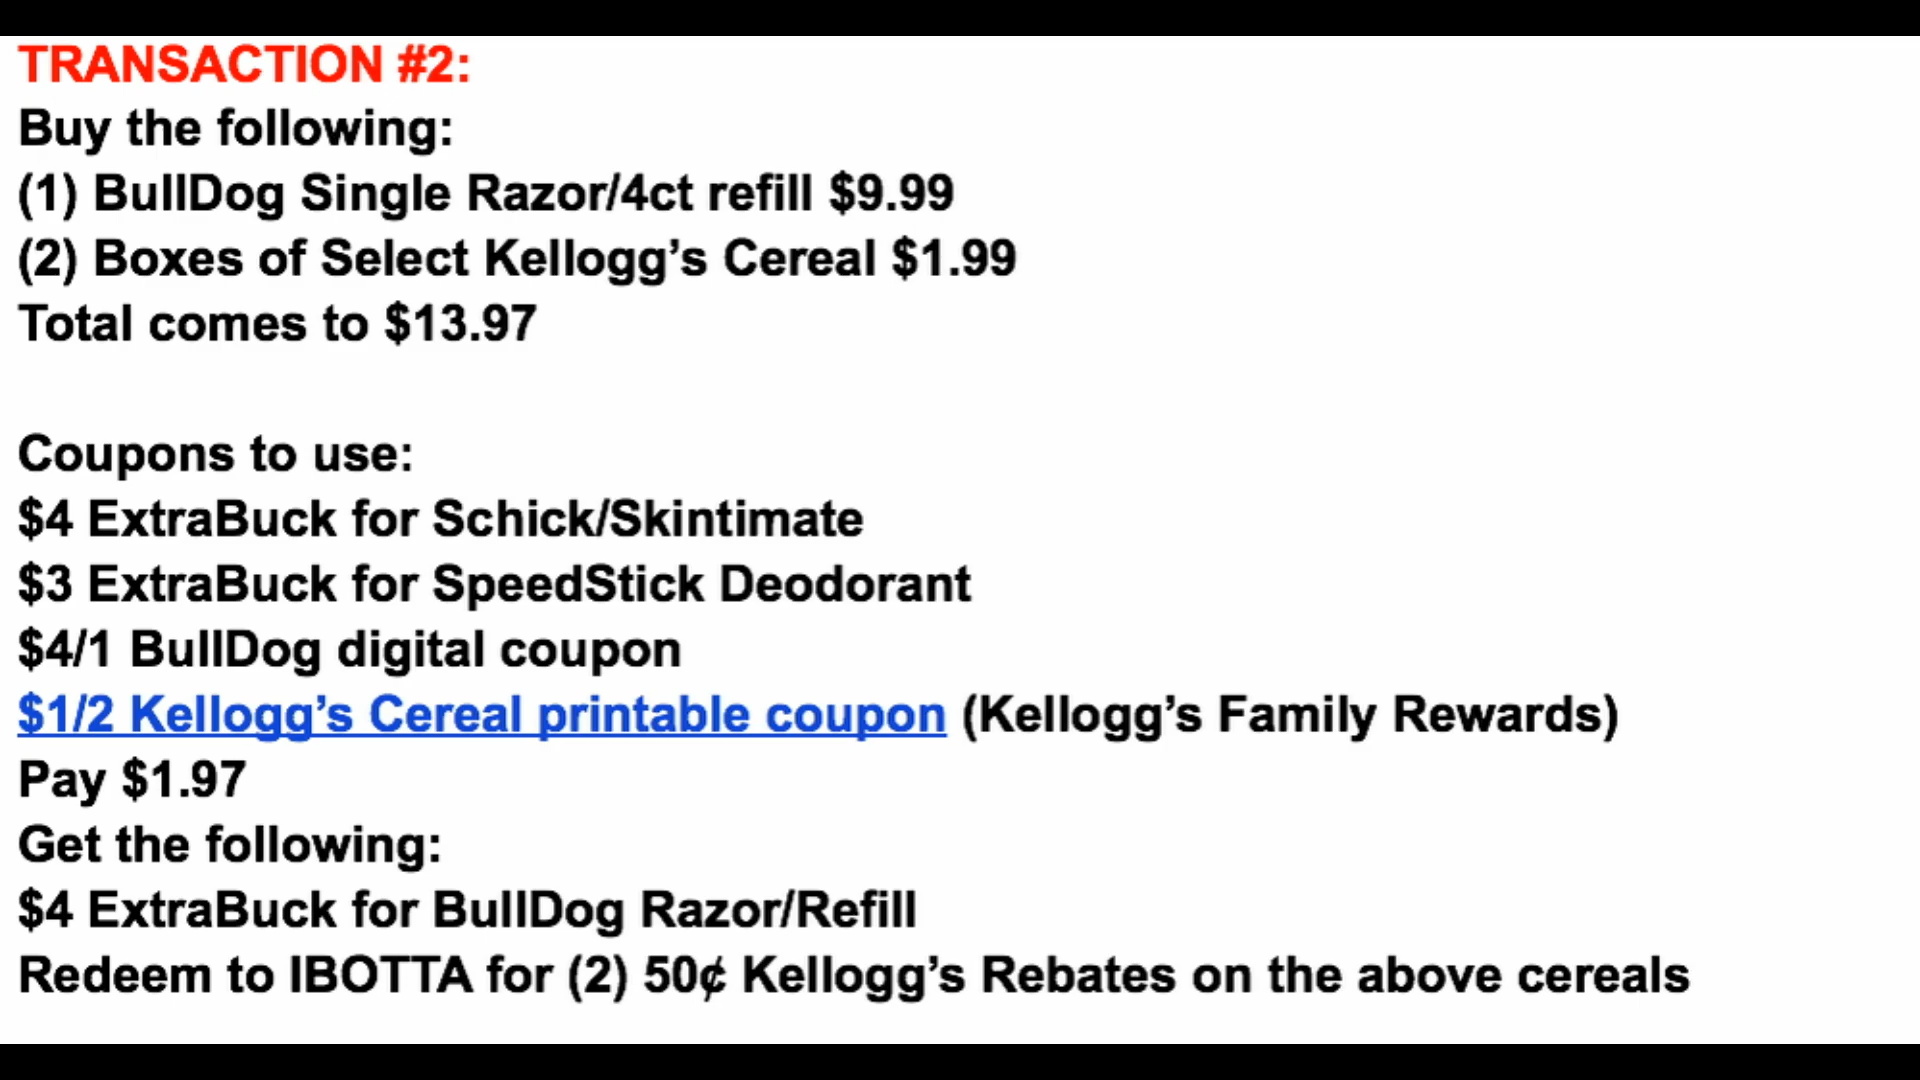 TRANSACTION #2:
Buy the following:
(1) BullDog Single Razor/4ct refill $9.99
(2) Boxes of Select Kellogg’s Cereal $1.99
Total comes to $13.97
Coupons to use:
$4 ExtraBuck for Schick/Skintimate
$3 ExtraBuck for SpeedStick Deodorant
$4/1 BullDog digital coupon
$1/2 Kellogg’s Cereal printable coupon (Kellogg’s Family Rewards)
Pay $1.97
Get the following:
$4 ExtraBuck for BullDog Razor/Refill
Redeem to IBOTTA for (2) 50¢ Kellogg’s Rebates on the above cereals